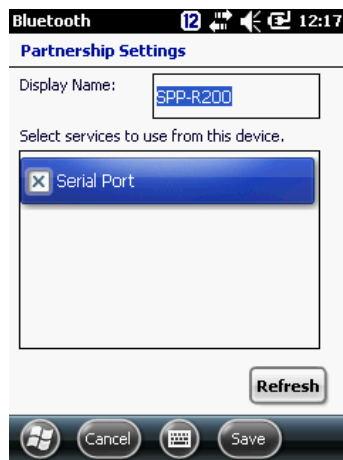 Bluetooth 12 12:17
Partnership Settings
Display Name: SPP-R200
Select services to use from this device.
Serial Port
Refresh
Cancel Save